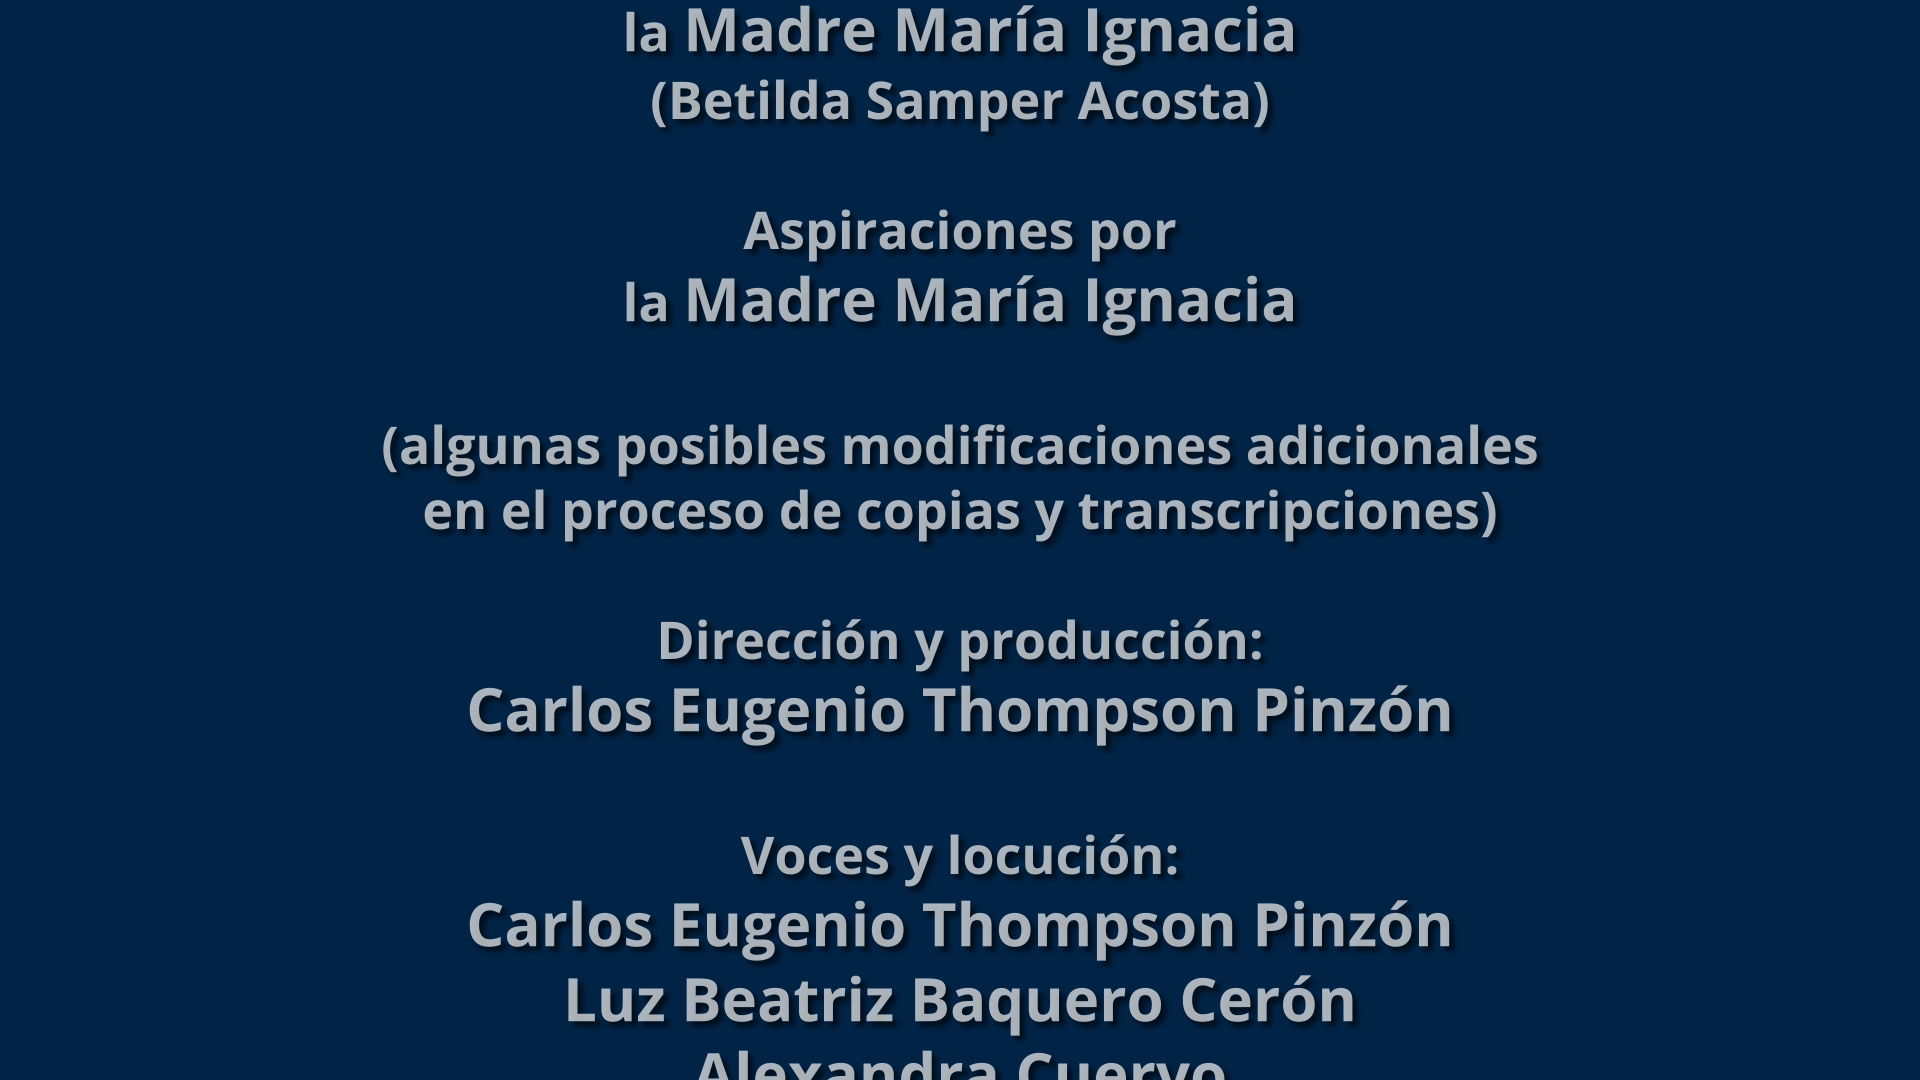 la Madre María Ignacia
(Betilda Samper Acosta)
Aspiraciones por
la Madre María Ignacia
(algunas posibles modificaciones adicionales
en el proceso de copias y transcripciones)
Dirección y producción:
Carlos Eugenio Thompson Pinzón
Voces y locución:
Carlos Eugenio Thompson Pinzón
Luz Beatriz Baquero Cerón
Alexandra Cuervo